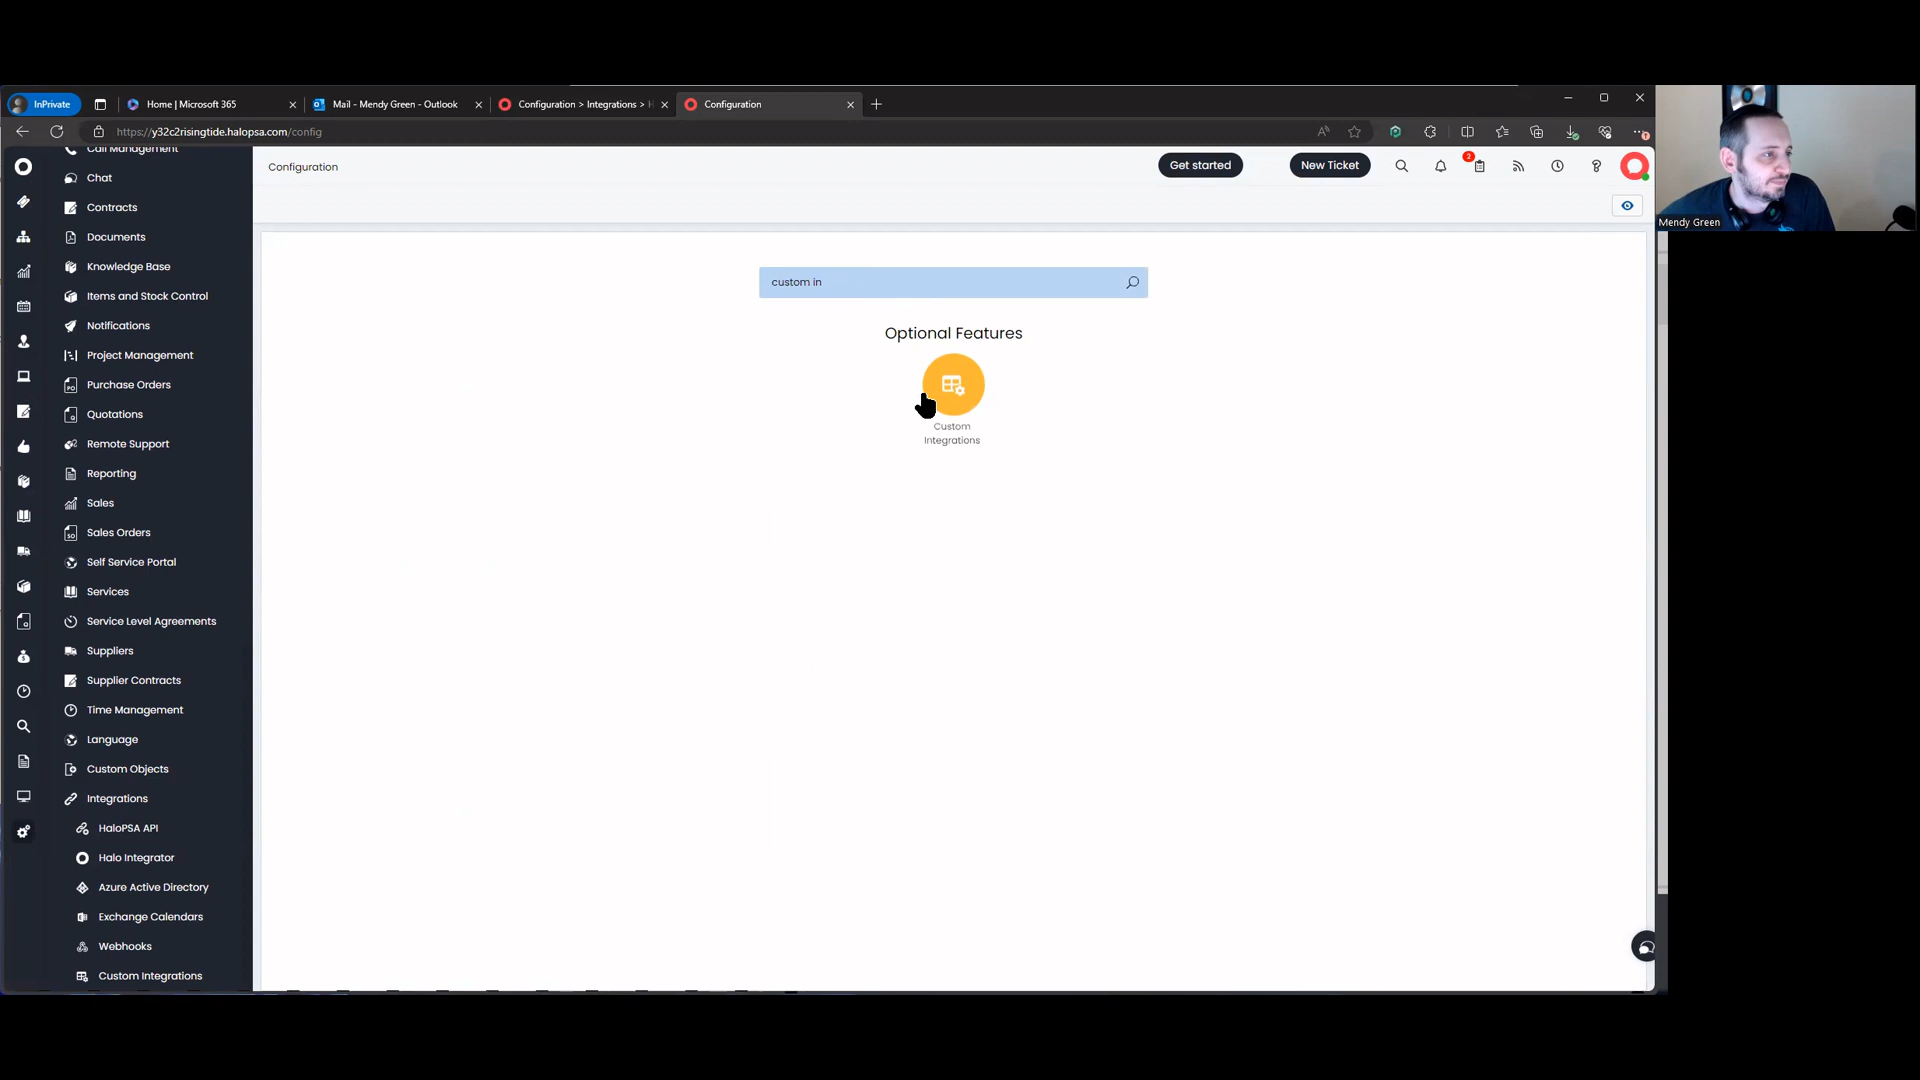 InPrivate
Home | Microsoft 365
Mail - Mendy Green - Outlook
Configuration > Integrations > H
Configuration
https://y32c2risingtide.halopsa.com/config
Call Management
Chat
Contracts
Documents
Knowledge Base
Items and Stock Control
Notifications
Project Management
Purchase Orders
Quotations
Remote Support
Reporting
Sales
Sales Orders
Self Service Portal
Services
Service Level Agreements
Suppliers
Supplier Contracts
Time Management
Language
Custom Objects
Integrations
HaloPSA API
Halo Integrator
Azure Active Directory
Exchange Calendars
Webhooks
Custom Integrations
Configuration
Get started
New Ticket
2
custom in
Optional Features
Custom
Integrations
Mendy Green